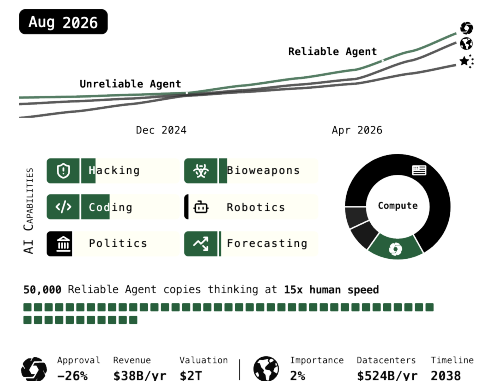 Aug 2026
Reliable Agent
Unreliable Agent
Dec 2024 Apr 2026
AI Capabilities
Hacking Bioweapons
Coding Robotics
Politics Forecasting
Compute
50,000 Reliable Agent copies thinking at 15x human speed
Approval Revenue Valuation Importance Datacenters Timeline
−26% $38B/yr $2T 2% $524B/yr 2038